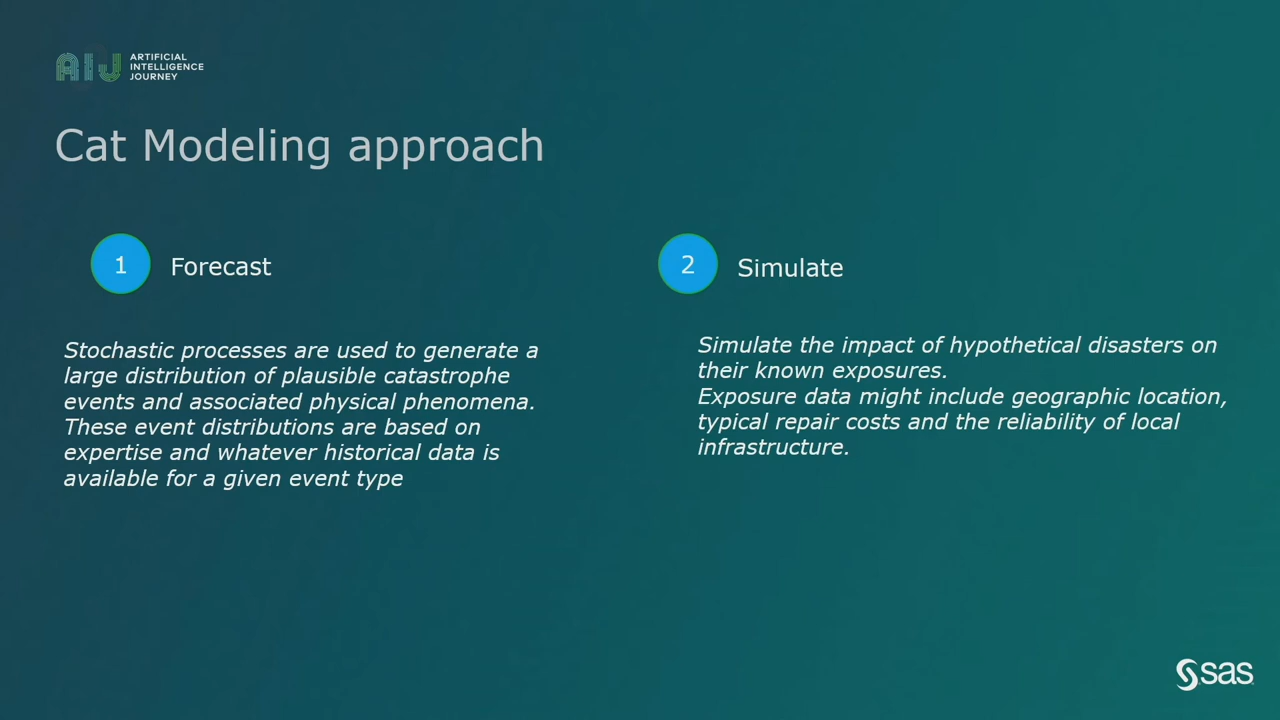 AIJ
ARTIFICIAL
INTELLIGENCE
JOURNEY
Cat Modeling approach
1
Forecast
Stochastic processes are used to generate a
large distribution of plausible catastrophe
events and associated physical phenomena.
These event distributions are based on
expertise and whatever historical data is
available for a given event type
2
Simulate
Simulate the impact of hypothetical disasters on
their known exposures.
Exposure data might include geographic location,
typical repair costs and the reliability of local
infrastructure.
sas